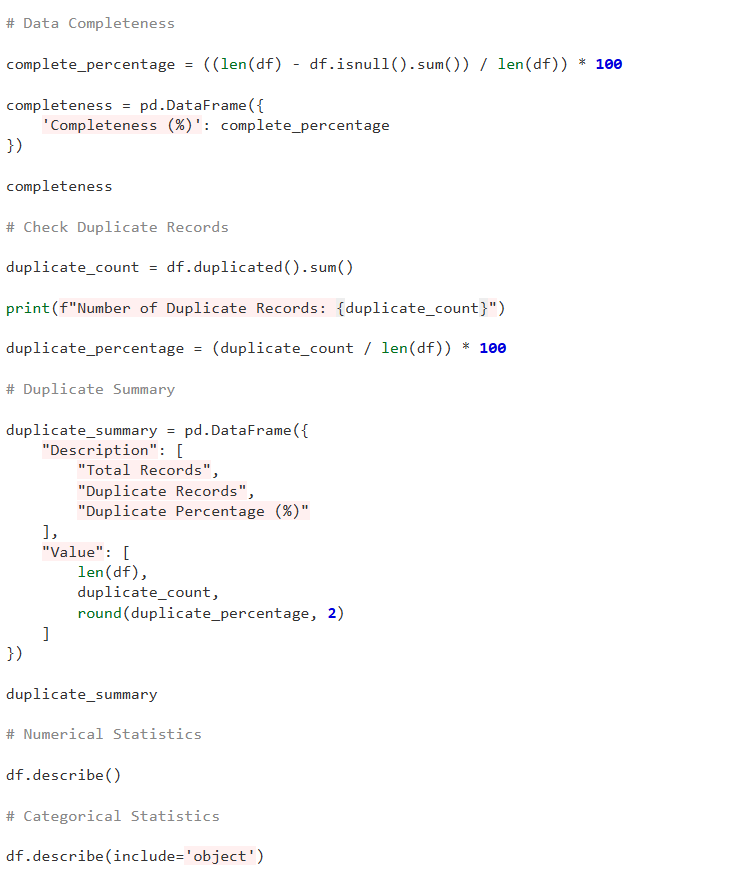 # Data Completeness
complete_percentage = ((len(df) - df.isnull().sum()) / len(df)) * 100
completeness = pd.DataFrame({
    'Completeness (%)': complete_percentage
})
completeness
# Check Duplicate Records
duplicate_count = df.duplicated().sum()
print(f"Number of Duplicate Records: {duplicate_count}")
duplicate_percentage = (duplicate_count / len(df)) * 100
# Duplicate Summary
duplicate_summary = pd.DataFrame({
    "Description": [
        "Total Records",
        "Duplicate Records",
        "Duplicate Percentage (%)"
    ],
    "Value": [
        len(df),
        duplicate_count,
        round(duplicate_percentage, 2)
    ]
})
duplicate_summary
# Numerical Statistics
df.describe()
# Categorical Statistics
df.describe(include='object')